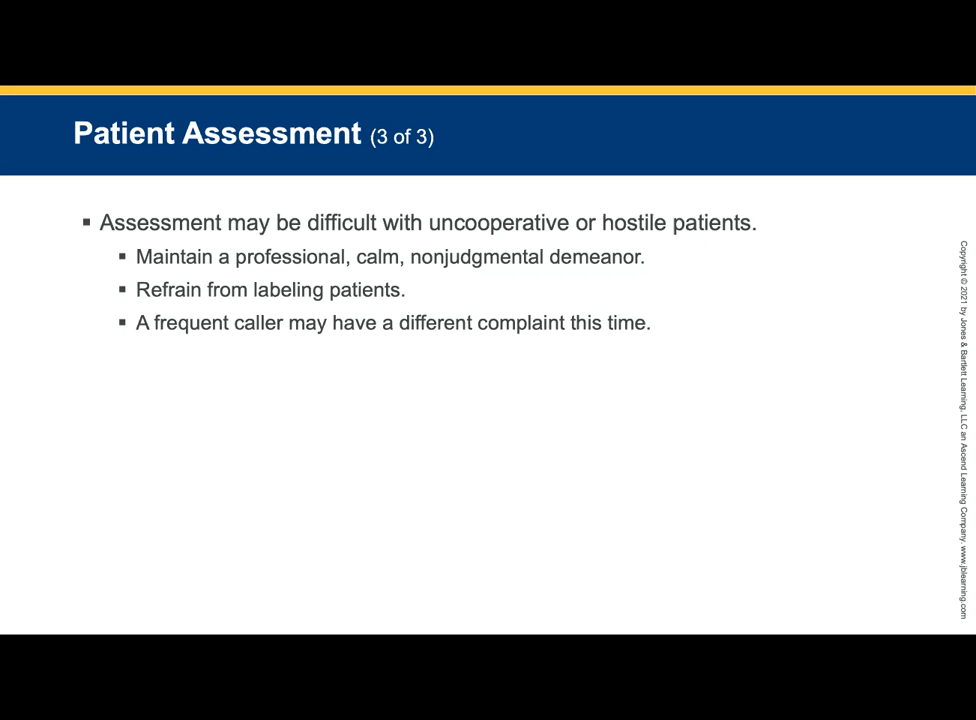 Patient Assessment (3 of 3)
▪ Assessment may be difficult with uncooperative or hostile patients.
▪ Maintain a professional, calm, nonjudgmental demeanor.
▪ Refrain from labeling patients.
▪ A frequent caller may have a different complaint this time.
Copyright © 2021 by Jones & Bartlett Learning, LLC an Ascend Learning Company. www.jblearning.com